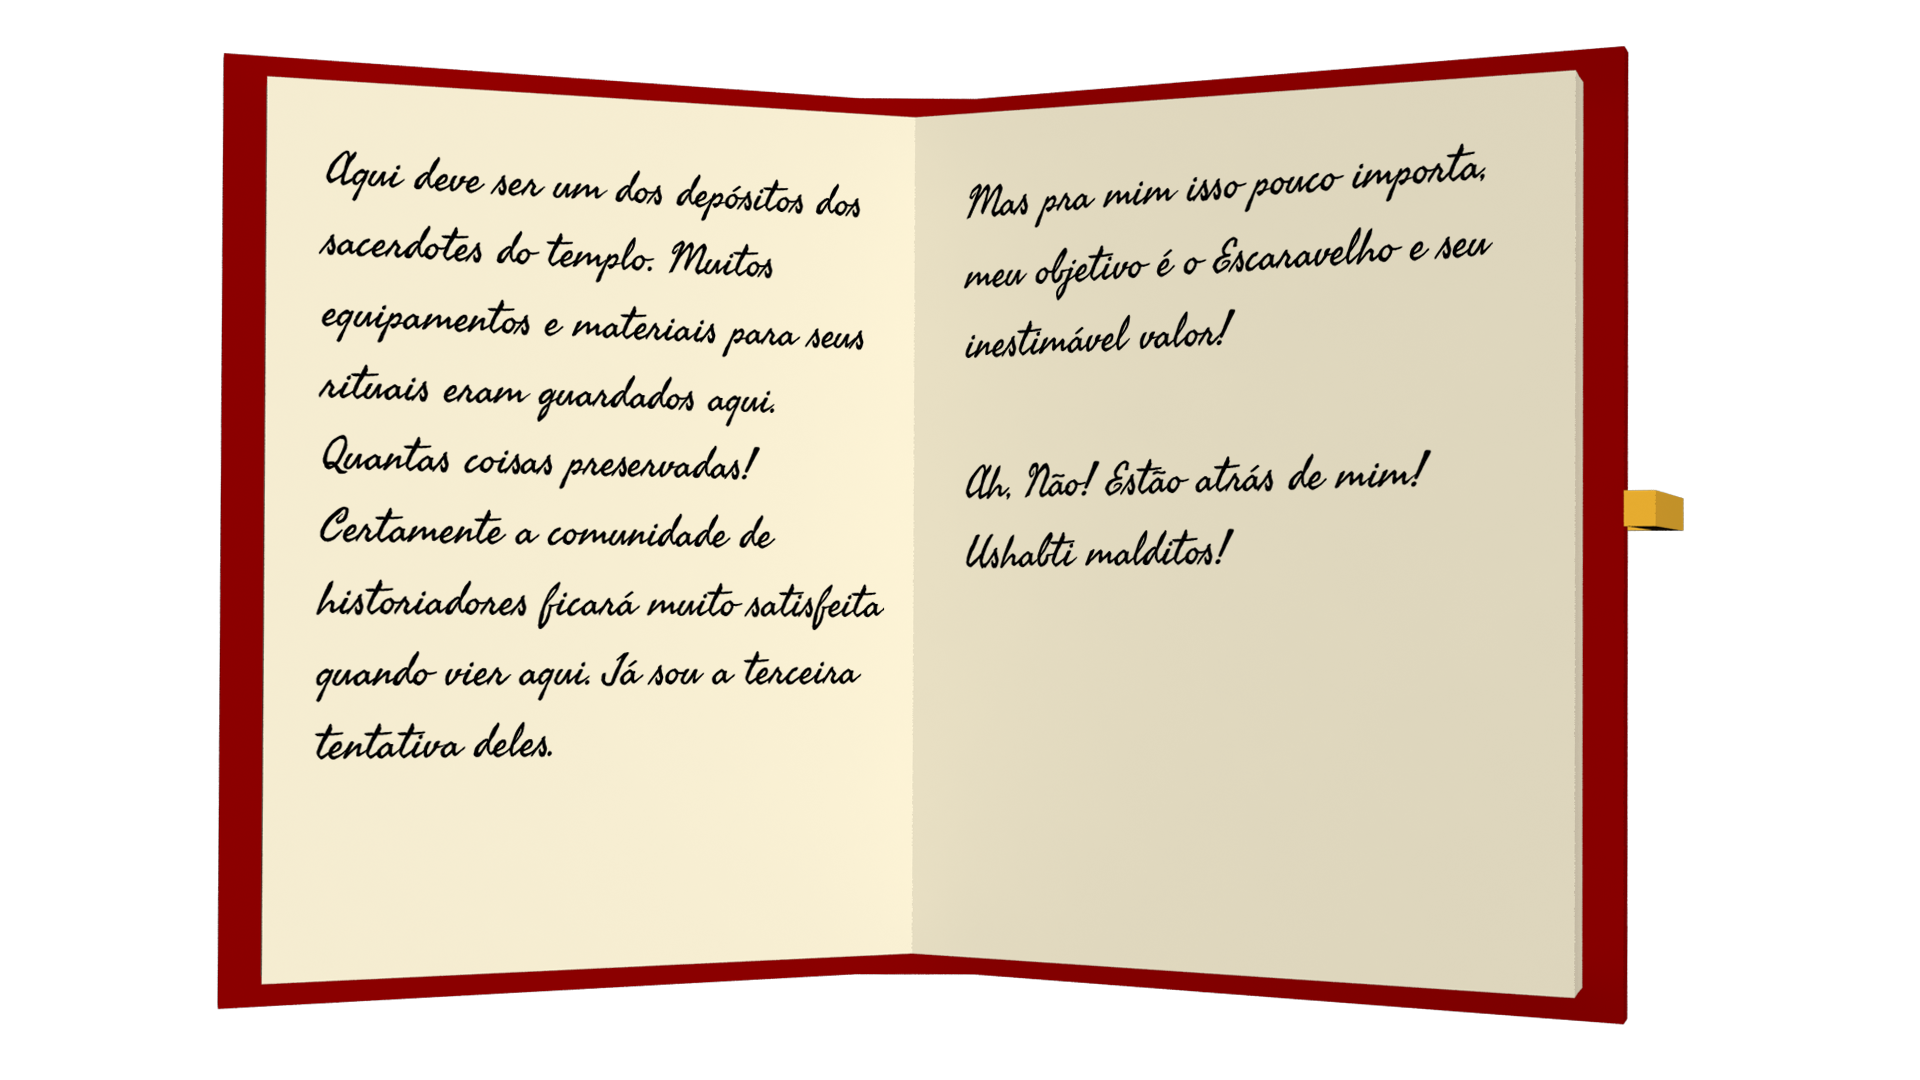 Aqui deve ser um dos depósitos dos
sacerdotes do templo. Muitos
equipamentos e materiais para seus
rituais eram guardados aqui.
Quantas coisas preservadas!
Certamente a comunidade de
historiadores ficará muito satisfeita
quando vier aqui. Já sou a terceira
tentativa deles.
Mas pra mim isso pouco importa,
meu objetivo é o Escaravelho e seu
inestimável valor!
Ah, Não! Estão atrás de mim!
Ushabti malditos!